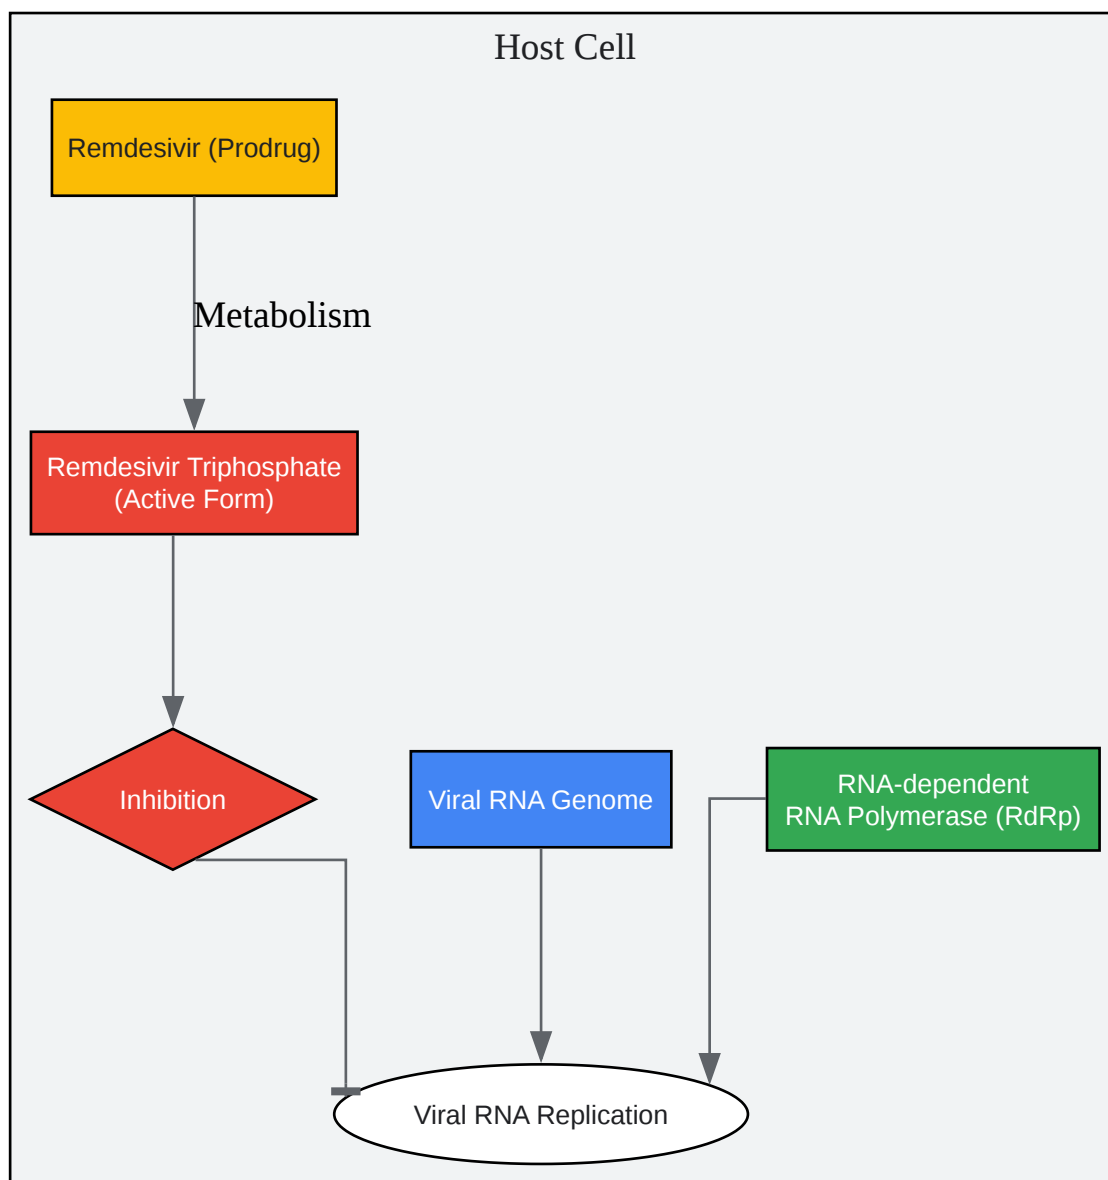 Host Cell
Remdesivir (Prodrug)
Metabolism
Remdesivir Triphosphate
(Active Form)
Inhibition
Viral RNA Genome
RNA-dependent
RNA Polymerase (RdRp)
Viral RNA Replication